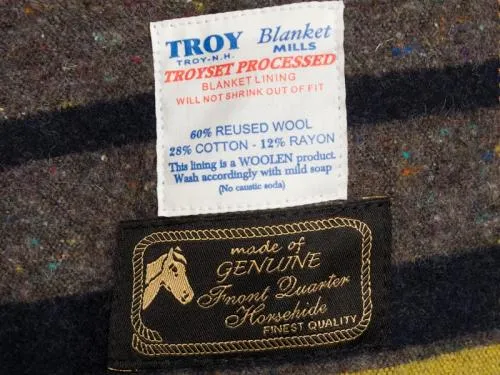 TROY Blanket
TROY-N.H. MILLS
TROYSET PROCESSED
BLANKET LINING
WILL NOT SHRINK OUT OF FIT
60% REUSED WOOL
28% COTTON - 12% RAYON
This lining is a WOOLEN product.
Wash accordingly with mild soap
(No caustic soda)
made of
GENUINE
Fnont Quarter
Horsehide
FINEST QUALITY